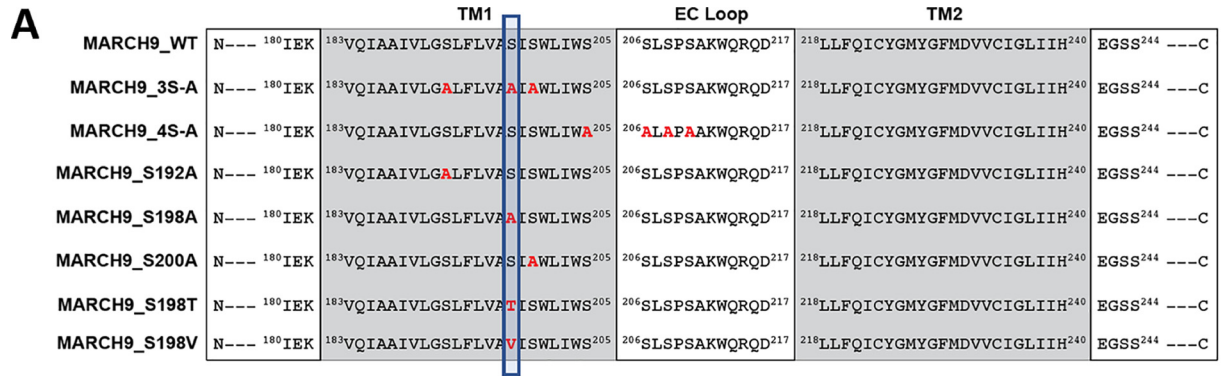 A
TM1 EC Loop TM2
MARCH9_WT N--- 180IEK 183VQIAAIVLGSLFLVASISWLIWS205 206SLSPSAKWQRQD217 218LLFQICYGMYGFMDVVCIGLIIH240 EGSS244 ---C
MARCH9_3S-A N--- 180IEK 183VQIAAIVLGALFLVAAIAWLIWS205 206SLSPSAKWQRQD217 218LLFQICYGMYGFMDVVCIGLIIH240 EGSS244 ---C
MARCH9_4S-A N--- 180IEK 183VQIAAIVLGSLFLVASISWLIWA205 206ALAPAAKWQRQD217 218LLFQICYGMYGFMDVVCIGLIIH240 EGSS244 ---C
MARCH9_S192A N--- 180IEK 183VQIAAIVLGALFLVASISWLIWS205 206SLSPSAKWQRQD217 218LLFQICYGMYGFMDVVCIGLIIH240 EGSS244 ---C
MARCH9_S198A N--- 180IEK 183VQIAAIVLGSLFLVAAISWLIWS205 206SLSPSAKWQRQD217 218LLFQICYGMYGFMDVVCIGLIIH240 EGSS244 ---C
MARCH9_S200A N--- 180IEK 183VQIAAIVLGSLFLVASIAWLIWS205 206SLSPSAKWQRQD217 218LLFQICYGMYGFMDVVCIGLIIH240 EGSS244 ---C
MARCH9_S198T N--- 180IEK 183VQIAAIVLGSLFLVATISWLIWS205 206SLSPSAKWQRQD217 218LLFQICYGMYGFMDVVCIGLIIH240 EGSS244 ---C
MARCH9_S198V N--- 180IEK 183VQIAAIVLGSLFLVAVISWLIWS205 206SLSPSAKWQRQD217 218LLFQICYGMYGFMDVVCIGLIIH240 EGSS244 ---C